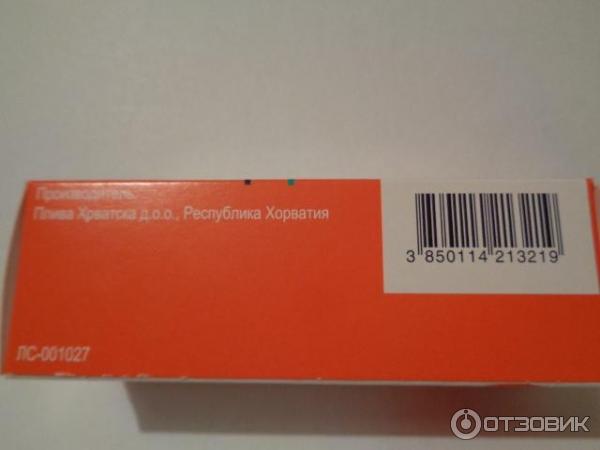 Производитель:
Плива Хрватска д.о.о., Республика Хорватия
3 850114 213219
ЛС-001027
ОТЗОВИК